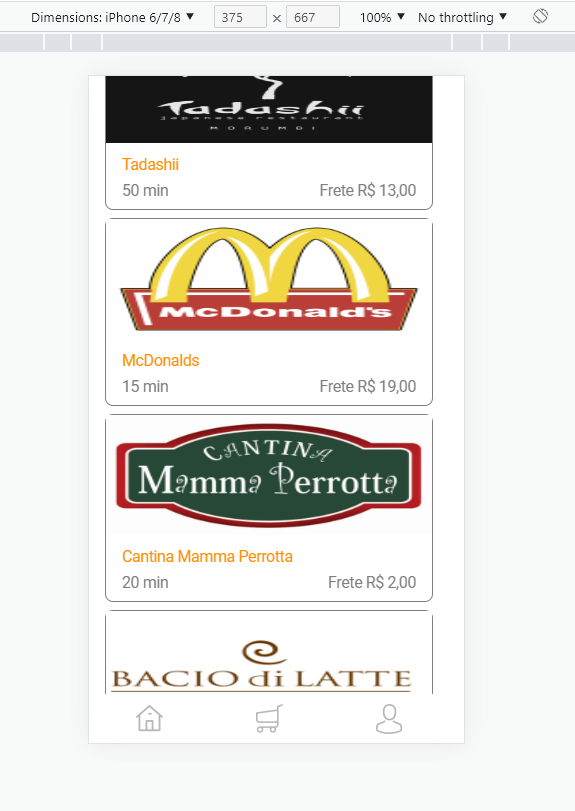 Dimensions: iPhone 6/7/8 ▼ 375 × 667 100% ▼ No throttling ▼
Tadashii
japanese restaurant
MORUMBI
Tadashii
50 min Frete R$ 13,00
McDonald's
McDonalds
15 min Frete R$ 19,00
CANTINA
Mamma Perrotta
Cantina Mamma Perrotta
20 min Frete R$ 2,00
BACIO di LATTE